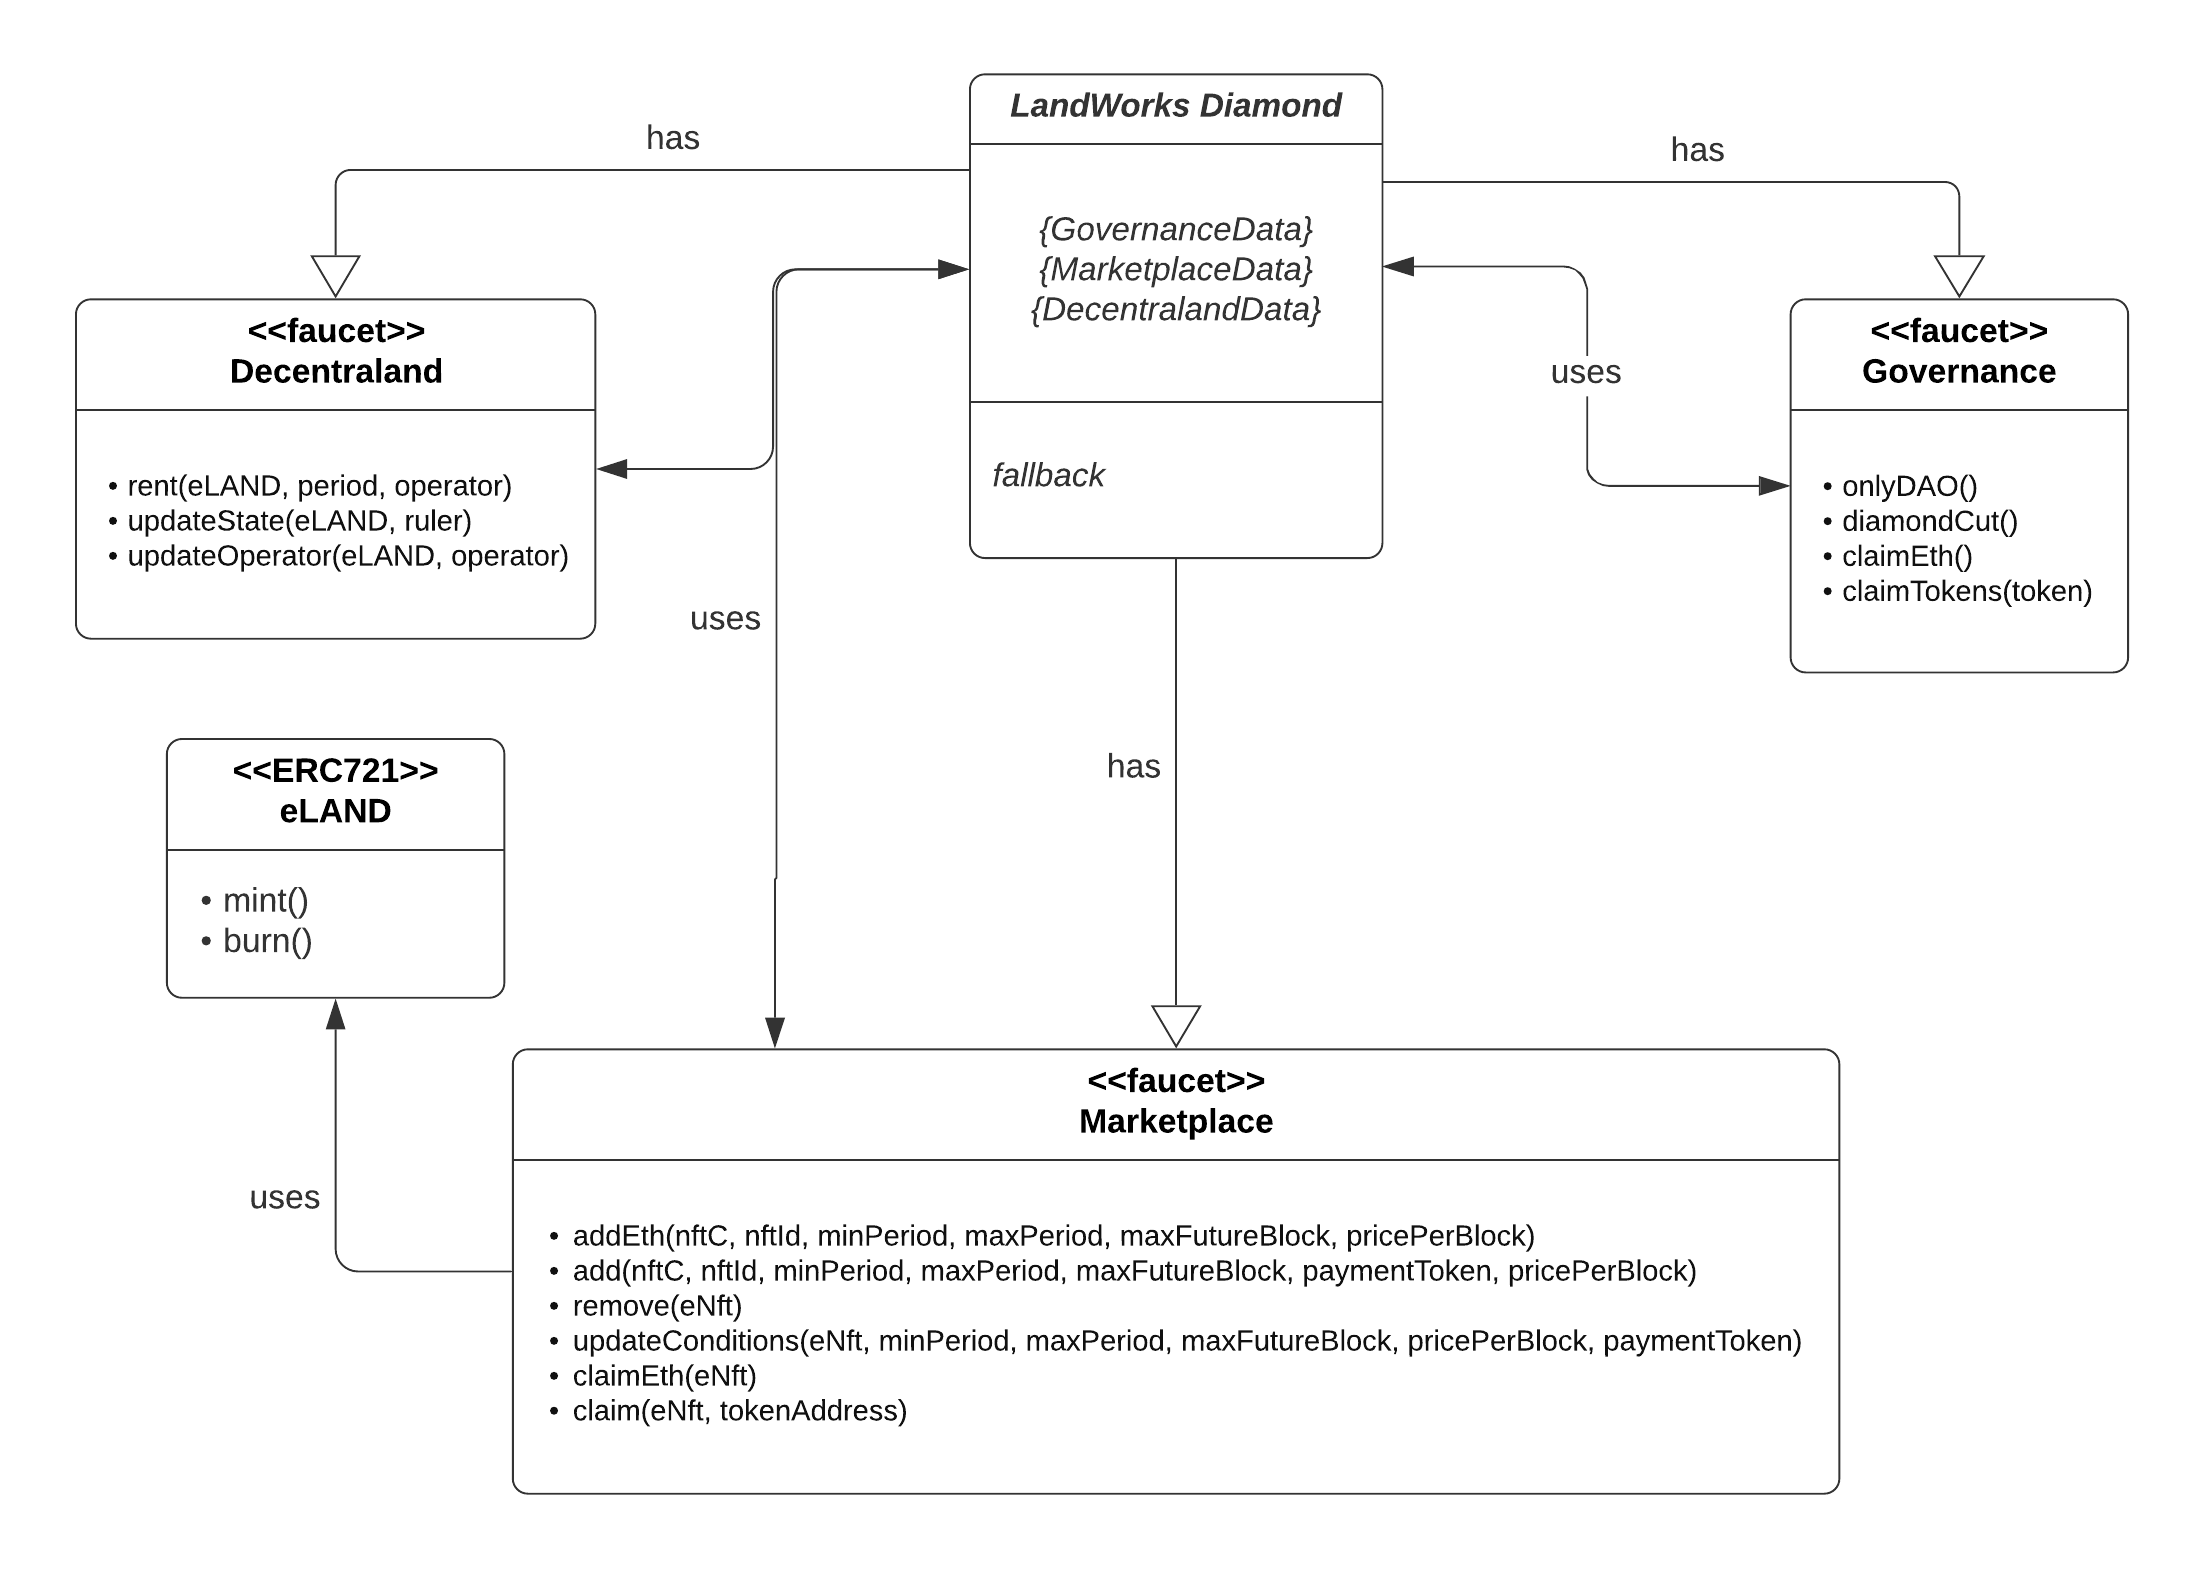 LandWorks Diamond
{GovernanceData}
{MarketplaceData}
{DecentralandData}
fallback
has
has
<<faucet>>
Decentraland
• rent(eLAND, period, operator)
• updateState(eLAND, ruler)
• updateOperator(eLAND, operator)
uses
<<faucet>>
Governance
• onlyDAO()
• diamondCut()
• claimEth()
• claimTokens(token)
uses
has
<<ERC721>>
eLAND
• mint()
• burn()
uses
<<faucet>>
Marketplace
• addEth(nftC, nftId, minPeriod, maxPeriod, maxFutureBlock, pricePerBlock)
• add(nftC, nftId, minPeriod, maxPeriod, maxFutureBlock, paymentToken, pricePerBlock)
• remove(eNft)
• updateConditions(eNft, minPeriod, maxPeriod, maxFutureBlock, pricePerBlock, paymentToken)
• claimEth(eNft)
• claim(eNft, tokenAddress)